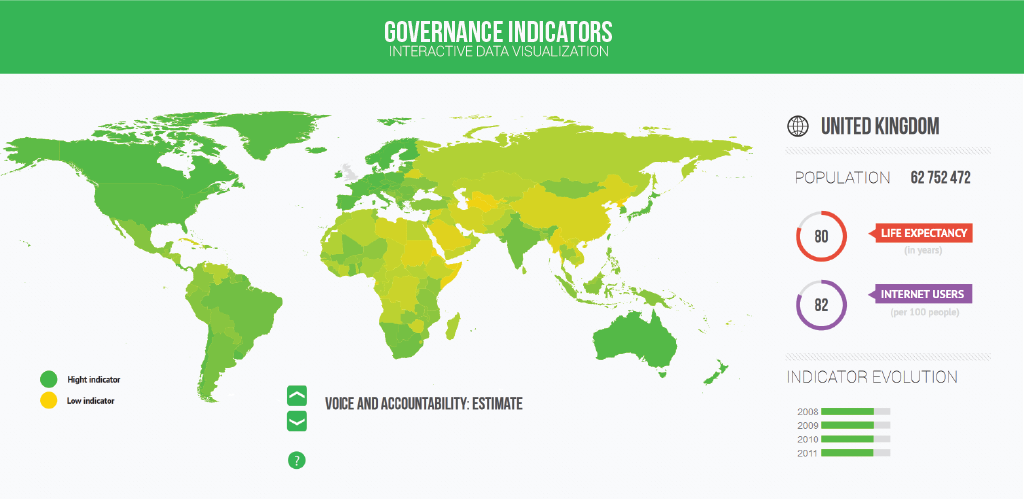 GOVERNANCE INDICATORS
INTERACTIVE DATA VISUALIZATION
UNITED KINGDOM
POPULATION 62 752 472
80 LIFE EXPECTANCY
(in years)
82 INTERNET USERS
(per 100 people)
Hight indicator
Low indicator
VOICE AND ACCOUNTABILITY: ESTIMATE
?
INDICATOR EVOLUTION
2008
2009
2010
2011